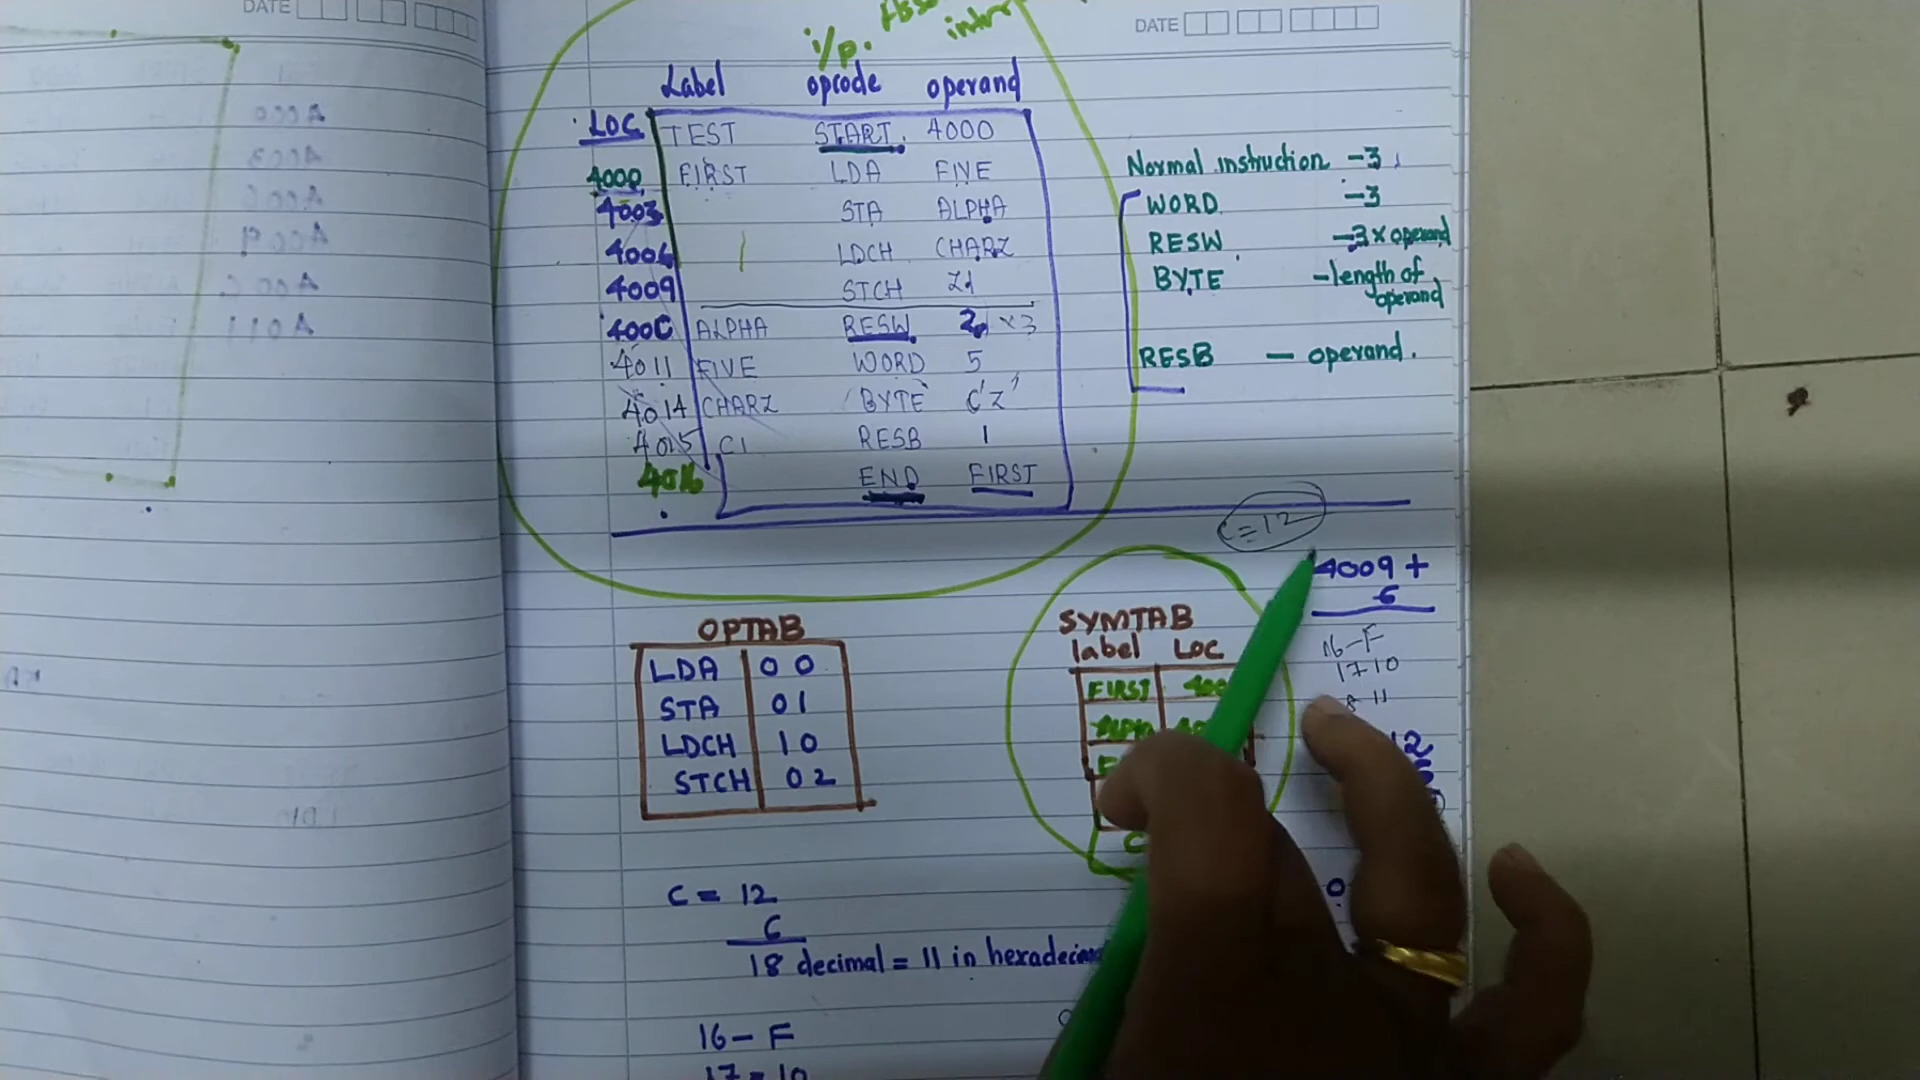 DATE
DATE
i/p.
Label opcode operand
LOC TEST START 4000
4000 FIRST LDA FIVE
4003 STA ALPHA
4006 LDCH CHARZ
4009 STCH
400C ALPHA RESW 2 ×3
4011 FIVE WORD 5
4014 CHARZ BYTE C'Z'
4015 C1 RESB 1
4016 END FIRST
Normal instruction -3
WORD -3
RESW -3 × operand
BYTE -length of operand
RESB - operand.
C=12
4009 +
6
16-F
17 10
11
12
OPTAB
LDA 00
STA 01
LDCH 10
STCH 02
SYMTAB
label Loc
FIRST
C = 12
6
18 decimal = 11 in
16 - F
17 = 10